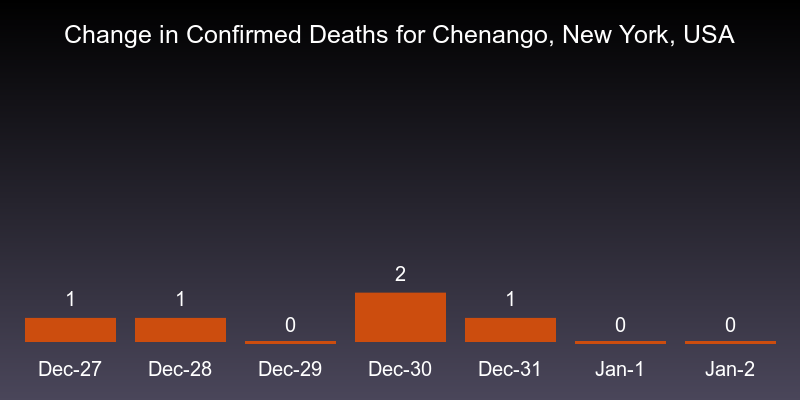 Change in Confirmed Deaths for Chenango, New York, USA
1 1 0 2 1 0 0
Dec-27 Dec-28 Dec-29 Dec-30 Dec-31 Jan-1 Jan-2